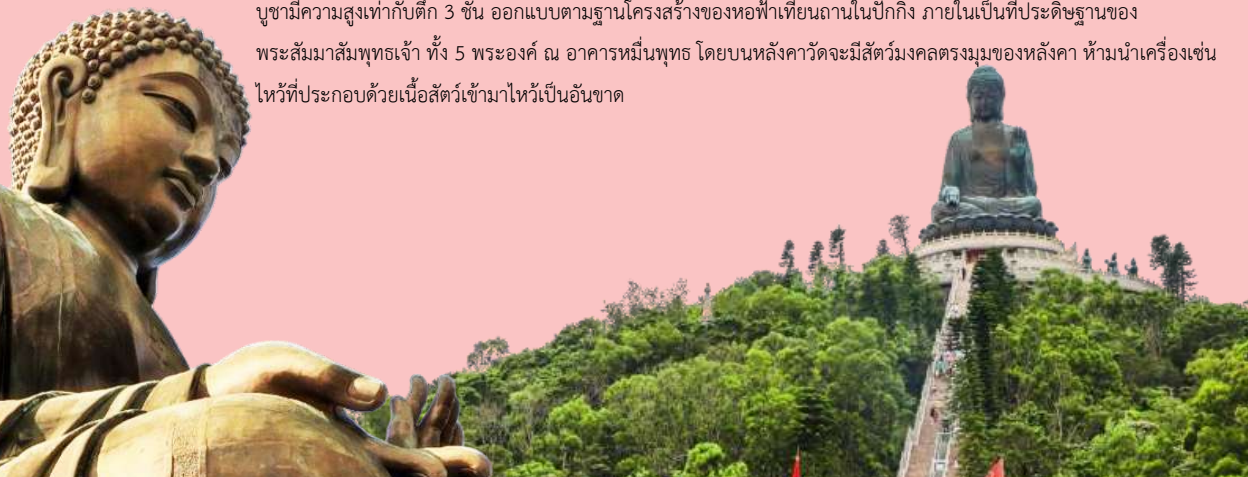 บูชามีความสูงเท่ากับตึก 3 ชั้น ออกแบบตามฐานโครงสร้างของหอฟ้าเทียนถานในปักกิ่ง ภายในเป็นที่ประดิษฐานของ
พระสัมมาสัมพุทธเจ้า ทั้ง 5 พระองค์ ณ อาคารหมื่นพุทธ โดยบนหลังคาวัดจะมีสัตว์มงคลตรงมุมของหลังคา ห้ามนำเครื่องเซ่น
ไหว้ที่ประกอบด้วยเนื้อสัตว์เข้ามาไหว้เป็นอันขาด